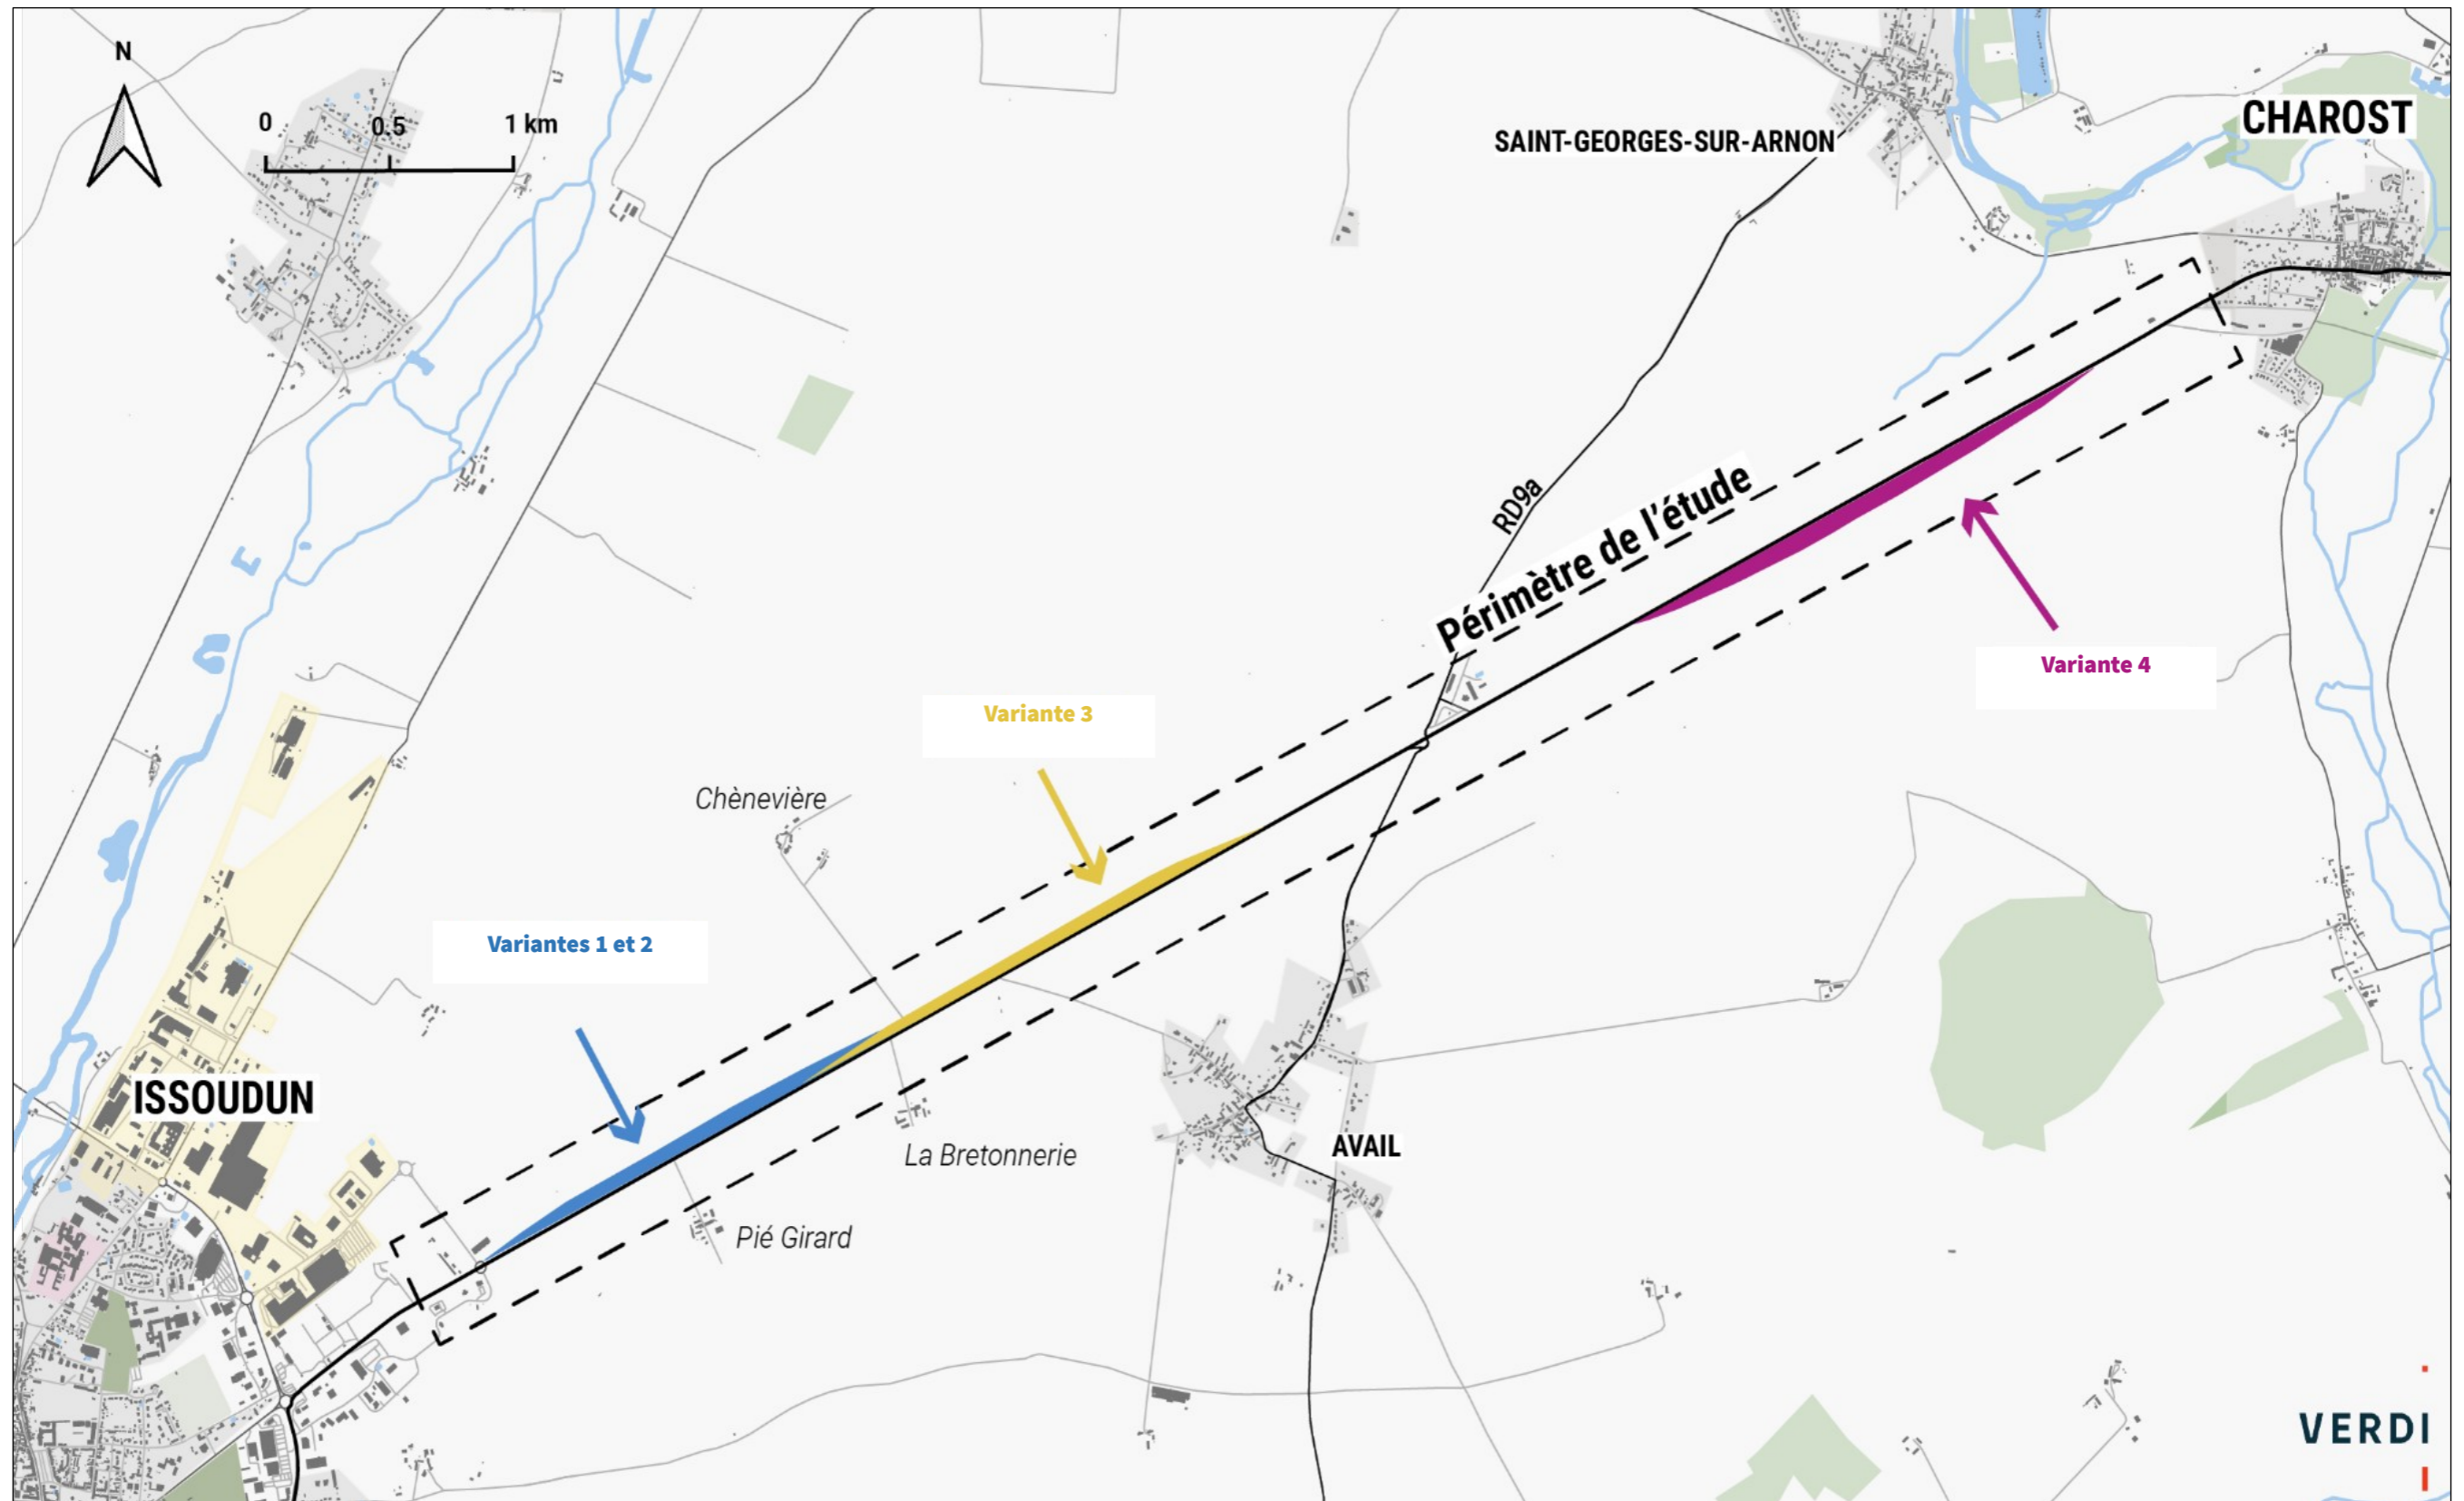 N
0 0.5 1 km
SAINT-GEORGES-SUR-ARNON
CHAROST
RD9a
Périmètre de l'étude
Variante 4
Variante 3
Chènevière
Variantes 1 et 2
ISSOUDUN
La Bretonnerie
AVAIL
Pié Girard
VERDI